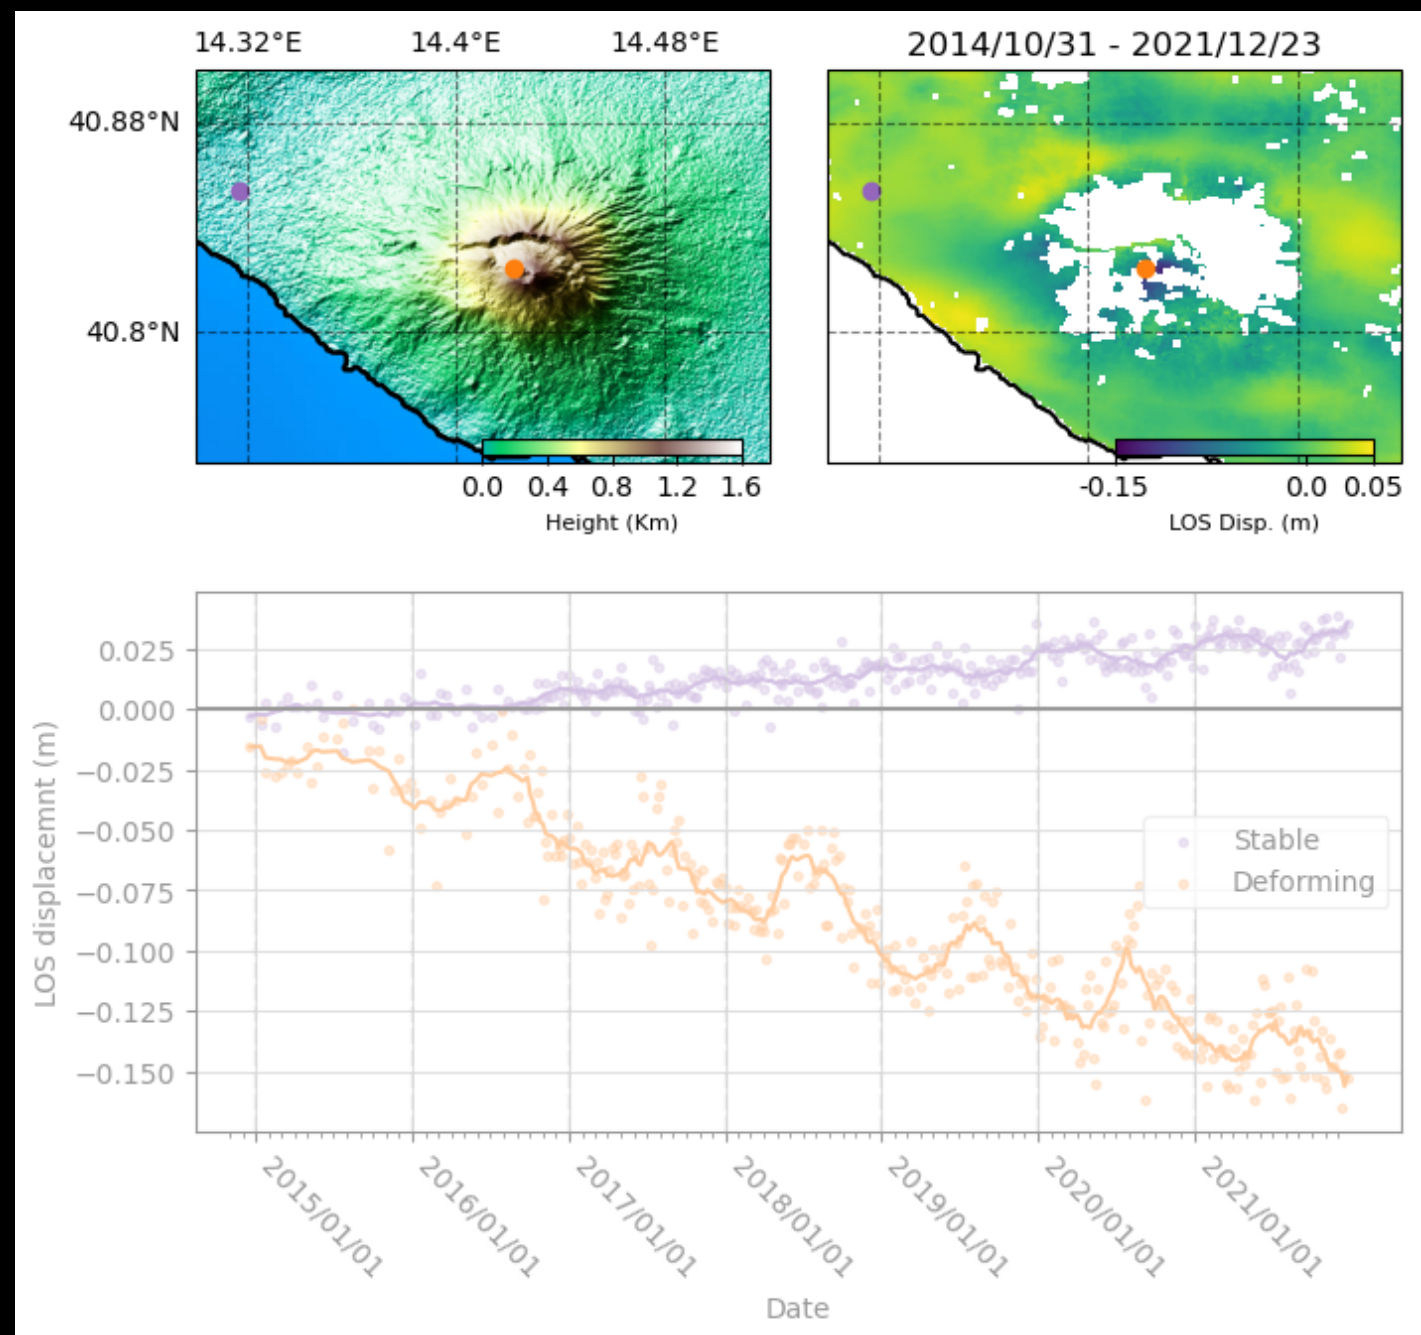 14.32°E 14.4°E 14.48°E
2014/10/31 - 2021/12/23
40.88°N
40.8°N
0.0 0.4 0.8 1.2 1.6
Height (Km)
-0.15 0.0 0.05
LOS Disp. (m)
0.025
0.000
−0.025
−0.050
−0.075
−0.100
−0.125
−0.150
LOS displacemnt (m)
Stable
Deforming
2015/01/01
2016/01/01
2017/01/01
2018/01/01
2019/01/01
2020/01/01
2021/01/01
Date